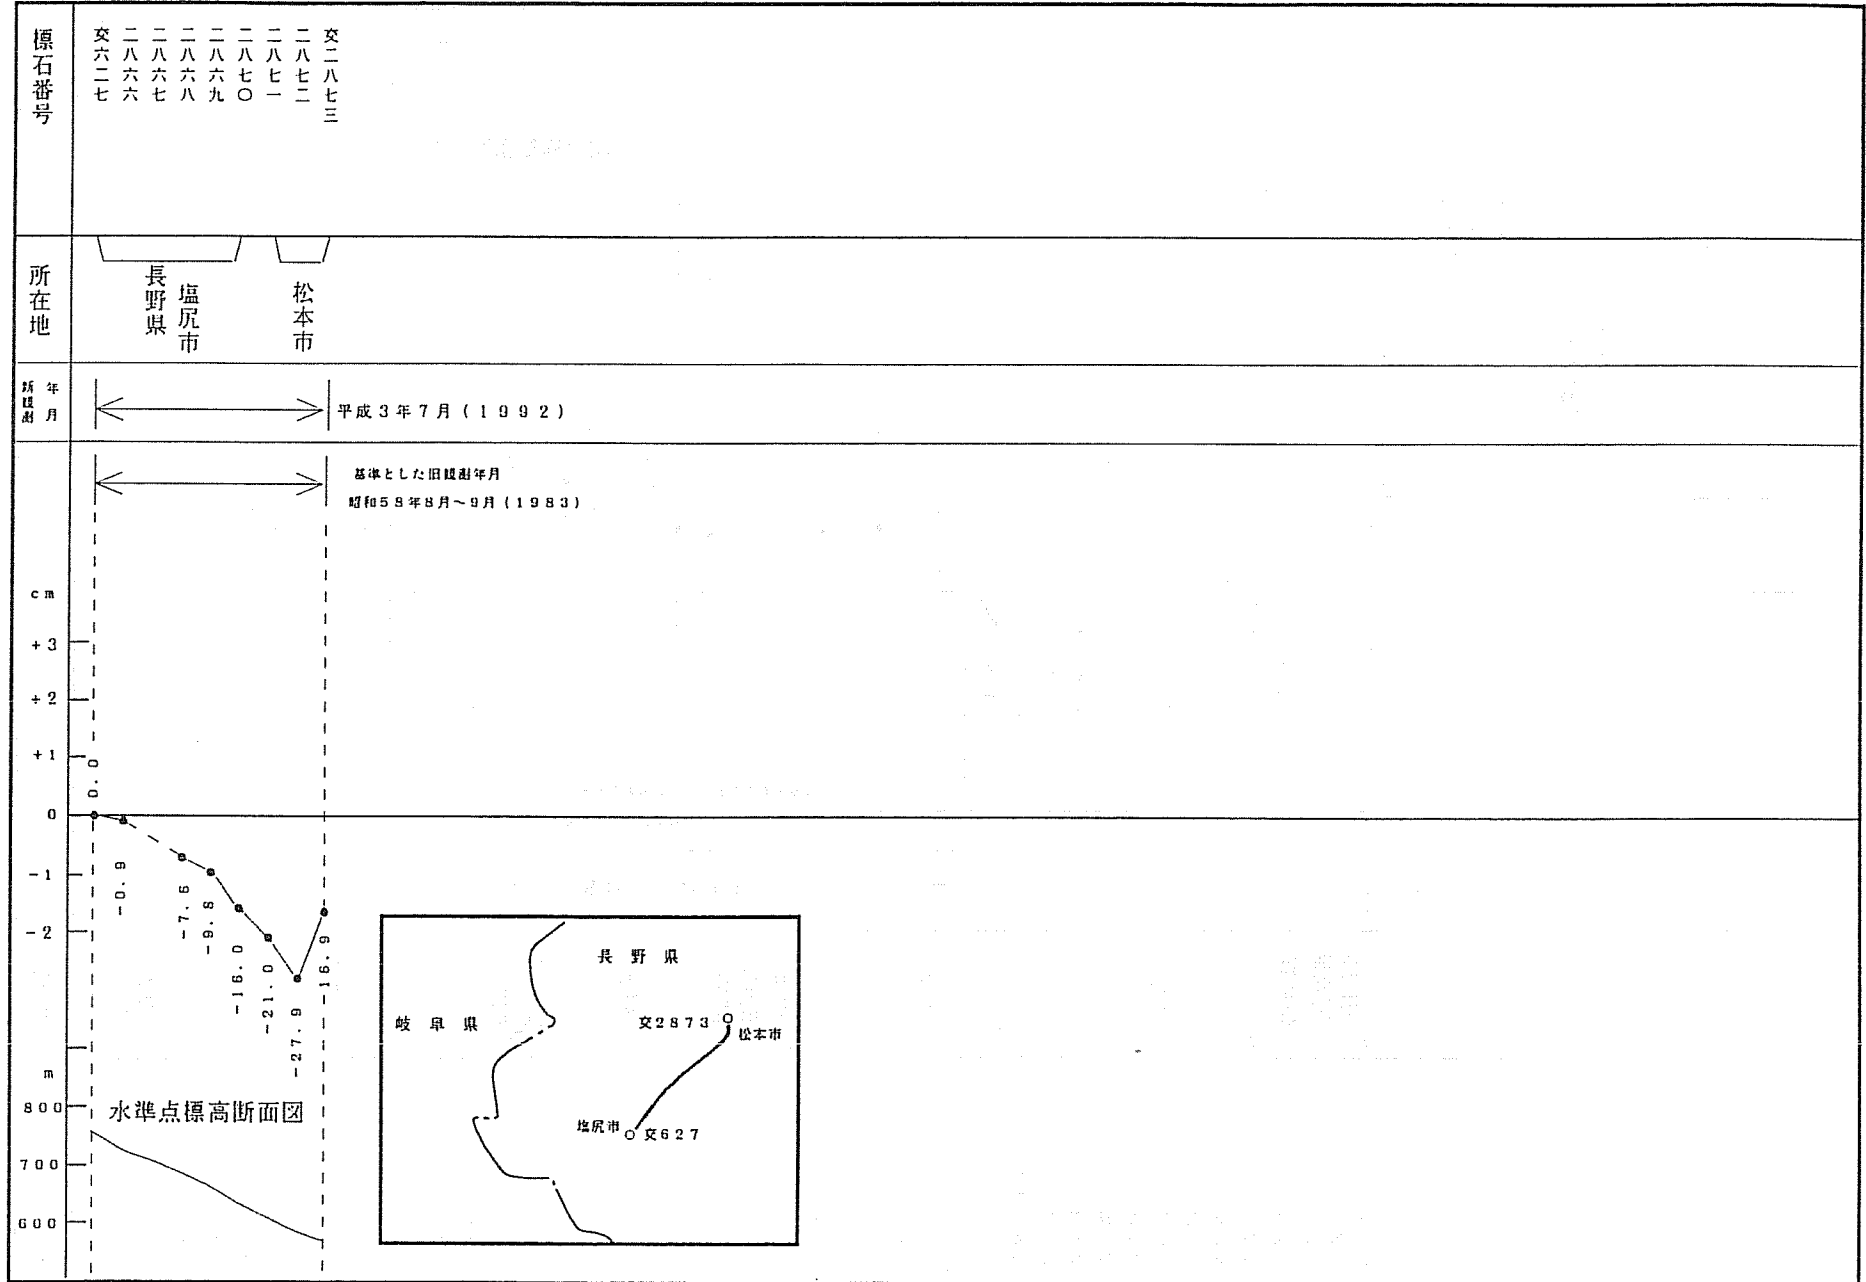 標石番号
交六二七
二八六六
二八六七
二八六八
二八六九
二八七〇
二八七一
二八七二
交二八七三
所在地
長野県
塩尻市
松本市
新観測
年月
平成3年7月(1992)
基準とした旧観測年月
昭和58年8月~9月(1983)
cm
+3
+2
+1
0
-1
-2
0.0
-0.9
-7.6
-9.8
-16.0
-21.0
-27.9
-16.9
m
800
700
600
水準点標高断面図
長野県
岐阜県
交2873
松本市
塩尻市
交627